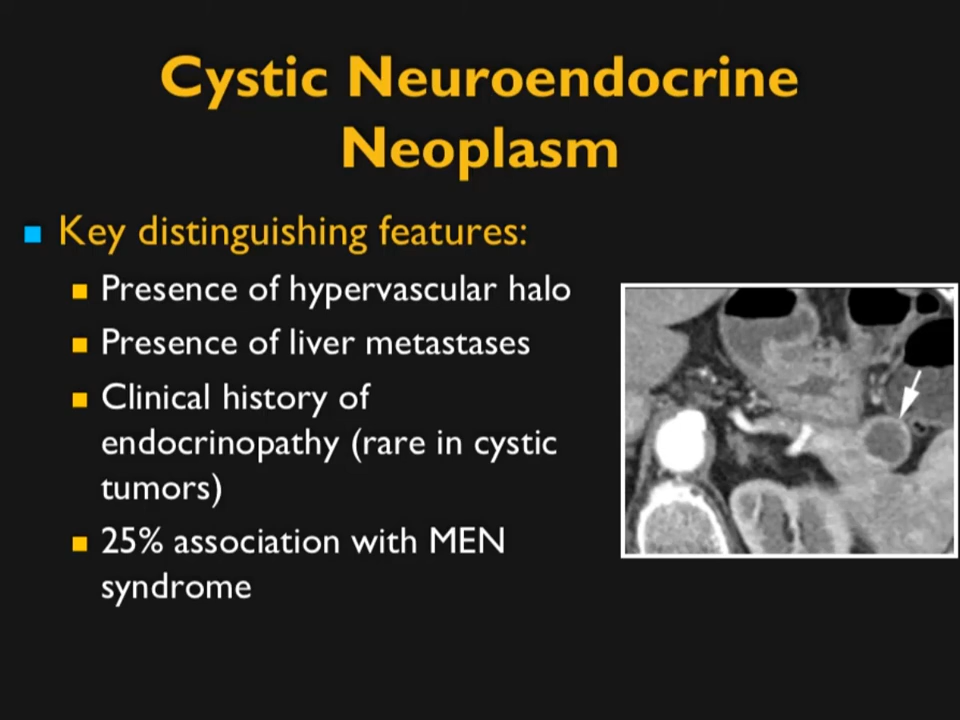 Cystic Neuroendocrine
Neoplasm
Key distinguishing features:
Presence of hypervascular halo
Presence of liver metastases
Clinical history of
endocrinopathy (rare in cystic
tumors)
25% association with MEN
syndrome